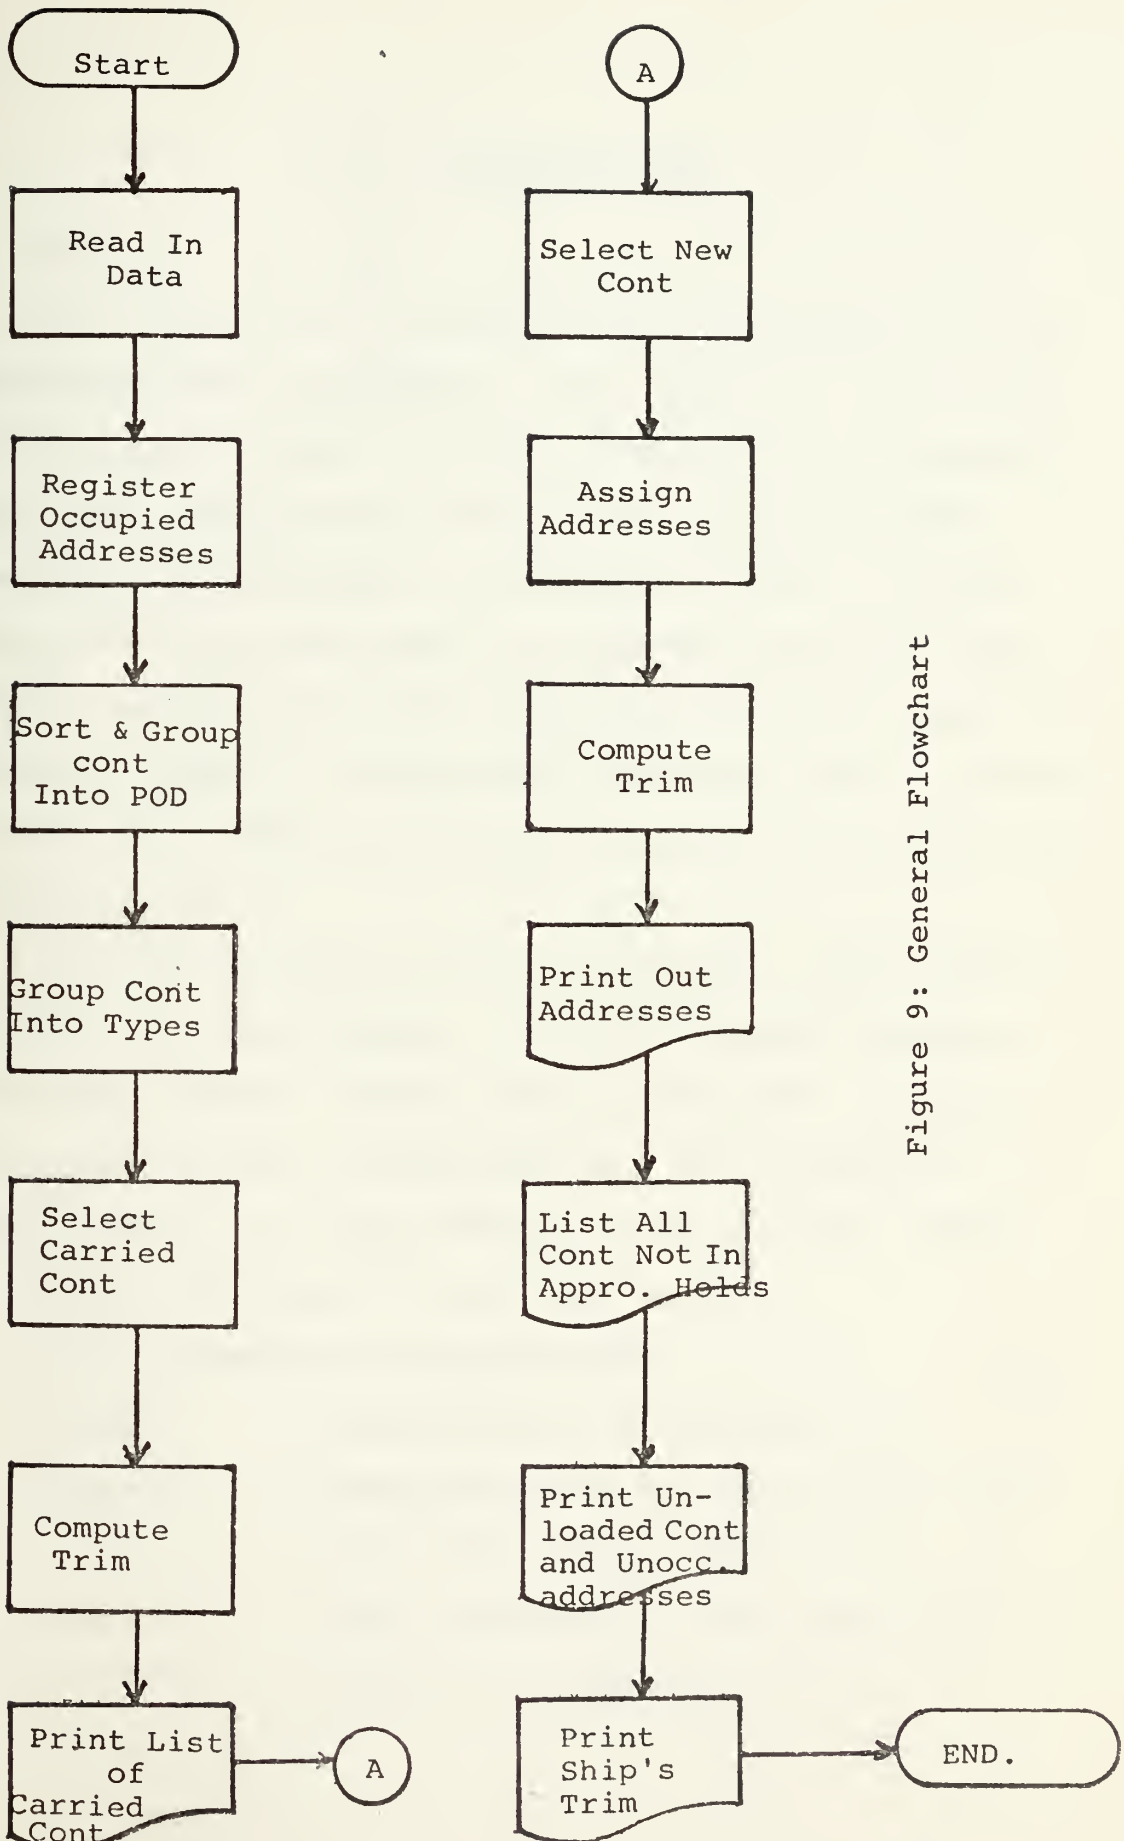 Start
Read In
Data
Register
Occupied
Addresses
Sort & Group
cont
Into POD
Group Cont
Into Types
Select
Carried
Cont
Compute
Trim
Print List
of
Carried
Cont
A
A
Select New
Cont
Assign
Addresses
Compute
Trim
Print Out
Addresses
List All
Cont Not In
Appro. Holds
Print Un-
loaded Cont
and Unocc.
addresses
Print
Ship's
Trim
END.
Figure 9: General Flowchart